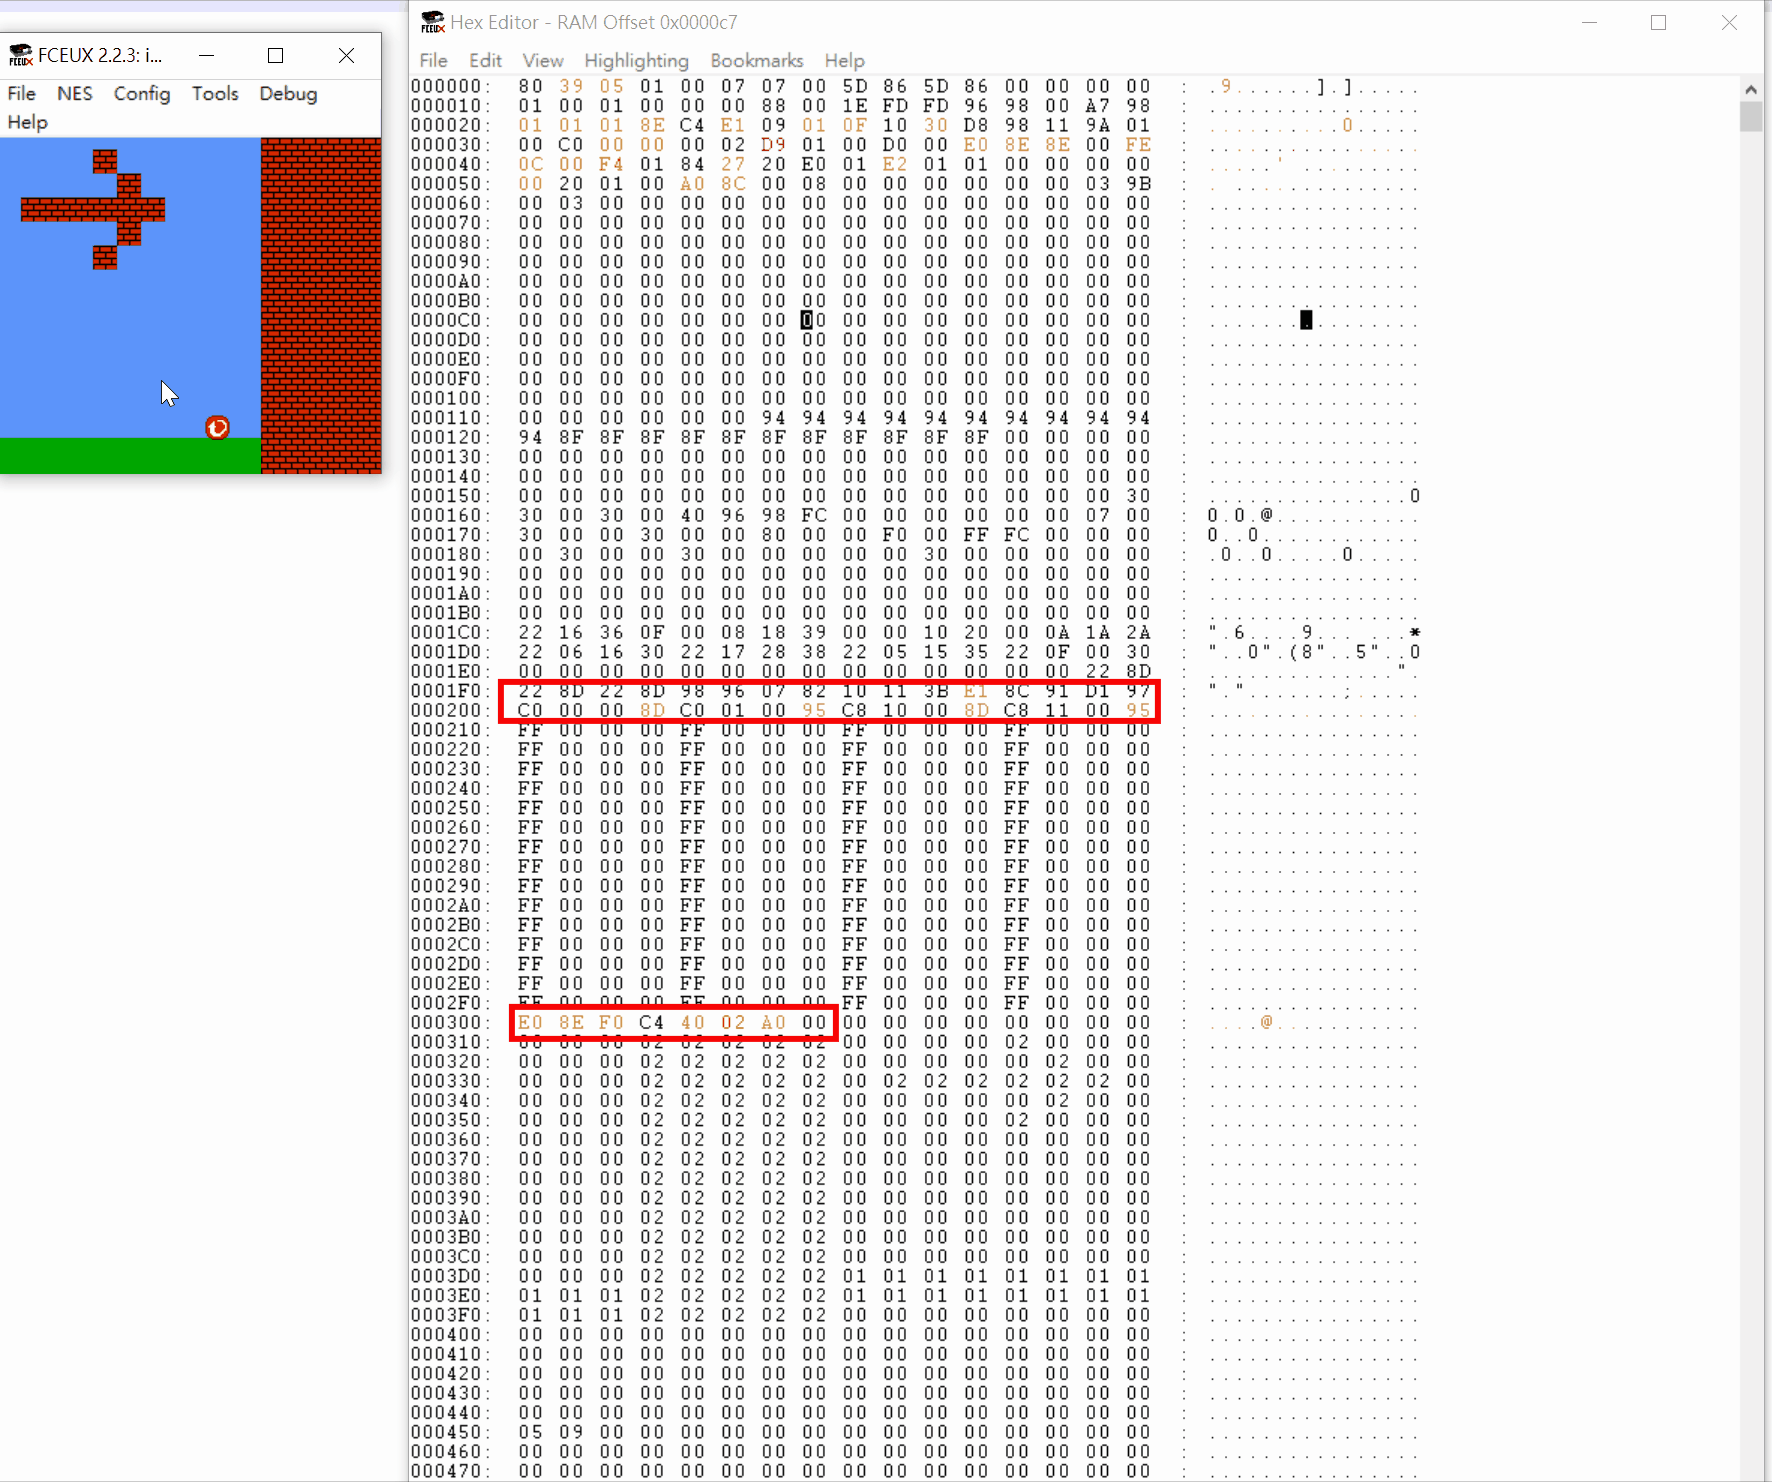 Hex Editor - RAM Offset 0x0000c7
File Edit View Highlighting Bookmarks Help
FCEUX 2.2.3: i...
File NES Config Tools Debug
Help
000000: 80 39 05 01 00 07 07 00 5D 86 5D 86 00 00 00 00 : .9......].].....
000010: 01 00 01 00 00 00 88 00 1E FD FD 96 98 00 A7 98 : ................
000020: 01 01 01 8E C4 E1 09 01 0F 10 30 D8 98 11 9A 01 : ..........0.....
000030: 00 C0 00 00 00 02 D9 01 00 D0 00 E0 8E 8E 00 FE : ................
000040: 0C 00 F4 01 84 27 20 E0 01 E2 01 01 00 00 00 00 : .....' .........
000050: 00 20 01 00 A0 8C 00 08 00 00 00 00 00 00 03 9B : . ..............
000060: 00 03 00 00 00 00 00 00 00 00 00 00 00 00 00 00 : ................
000070: 00 00 00 00 00 00 00 00 00 00 00 00 00 00 00 00 : ................
000080: 00 00 00 00 00 00 00 00 00 00 00 00 00 00 00 00 : ................
000090: 00 00 00 00 00 00 00 00 00 00 00 00 00 00 00 00 : ................
0000A0: 00 00 00 00 00 00 00 00 00 00 00 00 00 00 00 00 : ................
0000B0: 00 00 00 00 00 00 00 00 00 00 00 00 00 00 00 00 : ................
0000C0: 00 00 00 00 00 00 00 0 00 00 00 00 00 00 00 00 : ................
0000D0: 00 00 00 00 00 00 00 00 00 00 00 00 00 00 00 00 : ................
0000E0: 00 00 00 00 00 00 00 00 00 00 00 00 00 00 00 00 : ................
0000F0: 00 00 00 00 00 00 00 00 00 00 00 00 00 00 00 00 : ................
000100: 00 00 00 00 00 00 00 00 00 00 00 00 00 00 00 00 : ................
000110: 00 00 00 00 00 00 94 94 94 94 94 94 94 94 94 94 : ................
000120: 94 8F 8F 8F 8F 8F 8F 8F 8F 8F 8F 8F 00 00 00 00 : ................
000130: 00 00 00 00 00 00 00 00 00 00 00 00 00 00 00 00 : ................
000140: 00 00 00 00 00 00 00 00 00 00 00 00 00 00 00 00 : ................
000150: 00 00 00 00 00 00 00 00 00 00 00 00 00 00 00 30 : ...............0
000160: 30 00 30 00 40 96 98 FC 00 00 00 00 00 00 07 00 : 0.0.@...........
000170: 30 00 00 30 00 00 80 00 00 F0 00 FF FC 00 00 00 : 0..0............
000180: 00 30 00 00 30 00 00 00 00 00 30 00 00 00 00 00 : .0..0.....0.....
000190: 00 00 00 00 00 00 00 00 00 00 00 00 00 00 00 00 : ................
0001A0: 00 00 00 00 00 00 00 00 00 00 00 00 00 00 00 00 : ................
0001B0: 00 00 00 00 00 00 00 00 00 00 00 00 00 00 00 00 : ................
0001C0: 22 16 36 0F 00 08 18 39 00 00 10 20 00 0A 1A 2A : ".6....9... ...*
0001D0: 22 06 16 30 22 17 28 38 22 05 15 35 22 0F 00 30 : "..0".(8"..5"..0
0001E0: 00 00 00 00 00 00 00 00 00 00 00 00 00 00 22 8D : ..............".
0001F0: 22 8D 22 8D 98 96 07 82 10 11 3B E1 8C 91 D1 97 : ".".......;.....
000200: C0 00 00 8D C0 01 00 95 C8 10 00 8D C8 11 00 95 : ................
000210: FF 00 00 00 FF 00 00 00 FF 00 00 00 FF 00 00 00 : ................
000220: FF 00 00 00 FF 00 00 00 FF 00 00 00 FF 00 00 00 : ................
000230: FF 00 00 00 FF 00 00 00 FF 00 00 00 FF 00 00 00 : ................
000240: FF 00 00 00 FF 00 00 00 FF 00 00 00 FF 00 00 00 : ................
000250: FF 00 00 00 FF 00 00 00 FF 00 00 00 FF 00 00 00 : ................
000260: FF 00 00 00 FF 00 00 00 FF 00 00 00 FF 00 00 00 : ................
000270: FF 00 00 00 FF 00 00 00 FF 00 00 00 FF 00 00 00 : ................
000280: FF 00 00 00 FF 00 00 00 FF 00 00 00 FF 00 00 00 : ................
000290: FF 00 00 00 FF 00 00 00 FF 00 00 00 FF 00 00 00 : ................
0002A0: FF 00 00 00 FF 00 00 00 FF 00 00 00 FF 00 00 00 : ................
0002B0: FF 00 00 00 FF 00 00 00 FF 00 00 00 FF 00 00 00 : ................
0002C0: FF 00 00 00 FF 00 00 00 FF 00 00 00 FF 00 00 00 : ................
0002D0: FF 00 00 00 FF 00 00 00 FF 00 00 00 FF 00 00 00 : ................
0002E0: FF 00 00 00 FF 00 00 00 FF 00 00 00 FF 00 00 00 : ................
0002F0: FF 00 00 00 FF 00 00 00 FF 00 00 00 FF 00 00 00 : ................
000300: E0 8E F0 C4 40 02 A0 00 00 00 00 00 00 00 00 00 : ....@...........
000310: 00 00 00 02 02 02 02 02 00 00 00 00 02 00 00 00 : ................
000320: 00 00 00 02 02 02 02 02 00 00 00 00 00 02 00 00 : ................
000330: 00 00 00 02 02 02 02 02 00 02 02 02 02 02 02 00 : ................
000340: 00 00 00 02 02 02 02 02 00 00 00 00 00 02 00 00 : ................
000350: 00 00 00 02 02 02 02 02 00 00 00 00 02 00 00 00 : ................
000360: 00 00 00 02 02 02 02 02 00 00 00 00 00 00 00 00 : ................
000370: 00 00 00 02 02 02 02 02 00 00 00 00 00 00 00 00 : ................
000380: 00 00 00 02 02 02 02 02 00 00 00 00 00 00 00 00 : ................
000390: 00 00 00 02 02 02 02 02 00 00 00 00 00 00 00 00 : ................
0003A0: 00 00 00 02 02 02 02 02 00 00 00 00 00 00 00 00 : ................
0003B0: 00 00 00 02 02 02 02 02 00 00 00 00 00 00 00 00 : ................
0003C0: 00 00 00 02 02 02 02 02 00 00 00 00 00 00 00 00 : ................
0003D0: 00 00 00 02 02 02 02 02 01 01 01 01 01 01 01 01 : ................
0003E0: 01 01 01 02 02 02 02 02 01 01 01 01 01 01 01 01 : ................
0003F0: 01 01 01 02 02 02 02 02 00 00 00 00 00 00 00 00 : ................
000400: 00 00 00 00 00 00 00 00 00 00 00 00 00 00 00 00 : ................
000410: 00 00 00 00 00 00 00 00 00 00 00 00 00 00 00 00 : ................
000420: 00 00 00 00 00 00 00 00 00 00 00 00 00 00 00 00 : ................
000430: 00 00 00 00 00 00 00 00 00 00 00 00 00 00 00 00 : ................
000440: 00 00 00 00 00 00 00 00 00 00 00 00 00 00 00 00 : ................
000450: 05 09 00 00 00 00 00 00 00 00 00 00 00 00 00 00 : ................
000460: 00 00 00 00 00 00 00 00 00 00 00 00 00 00 00 00 : ................
000470: 00 00 00 00 00 00 00 00 00 00 00 00 00 00 00 00 : ................